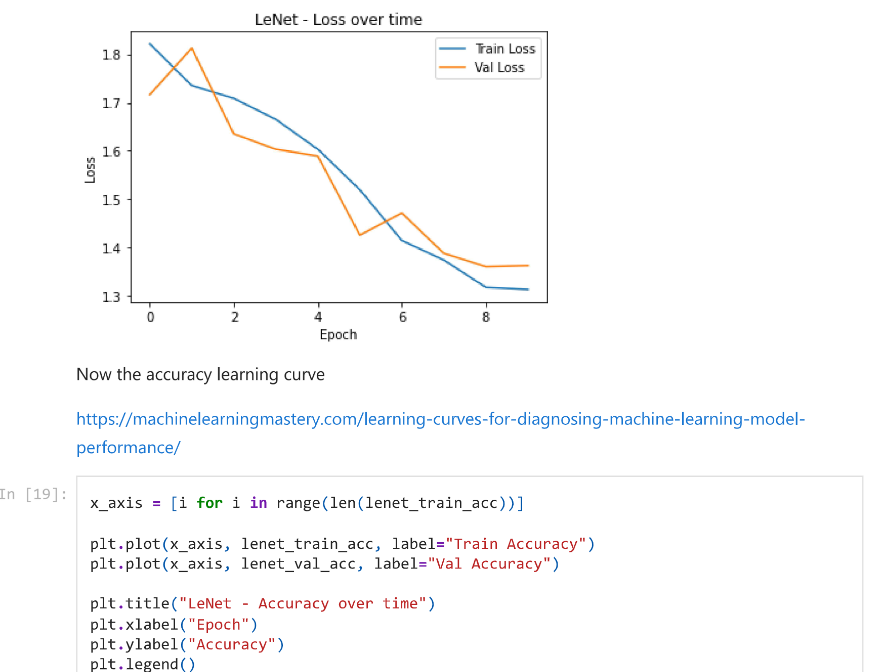 LeNet - Loss over time
Train Loss
Val Loss
1.8
1.7
1.6
1.5
1.4
1.3
Loss
0 2 4 6 8
Epoch
Now the accuracy learning curve
https://machinelearningmastery.com/learning-curves-for-diagnosing-machine-learning-model-
performance/
In [19]:
x_axis = [i for i in range(len(lenet_train_acc))]
plt.plot(x_axis, lenet_train_acc, label="Train Accuracy")
plt.plot(x_axis, lenet_val_acc, label="Val Accuracy")
plt.title("LeNet - Accuracy over time")
plt.xlabel("Epoch")
plt.ylabel("Accuracy")
plt.legend()